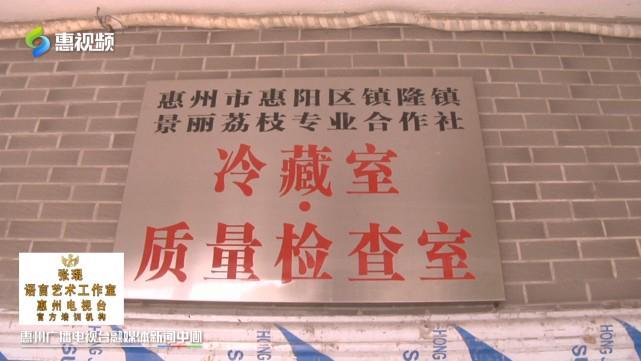 惠视频
惠州市惠阳区镇隆镇
景丽荔枝专业合作社
冷藏室
·
质量检查室
张琨
语言艺术工作室
惠州电视台
官方培训机构
惠州广播电视台融媒体新闻中心
HONG
HONG